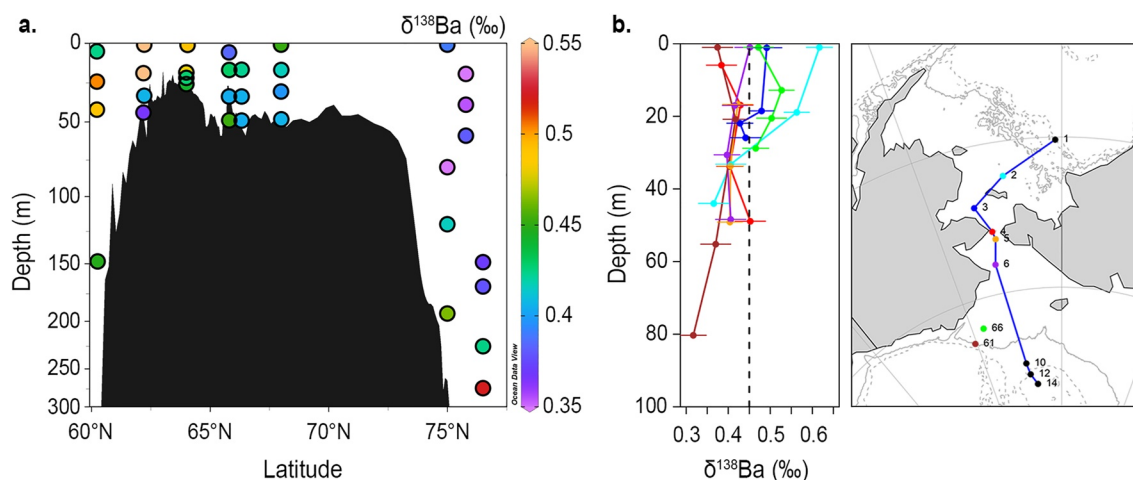 a.
δ¹³⁸Ba (‰)
b.
0
50
100
150
200
250
300
Depth (m)
60°N
65°N
70°N
75°N
Latitude
Ocean Data View
0.55
0.5
0.45
0.4
0.35
0
20
40
60
80
100
Depth (m)
0.3 0.4 0.5 0.6
δ¹³⁸Ba (‰)
1
2
3
4
5
6
66
61
10
12
14